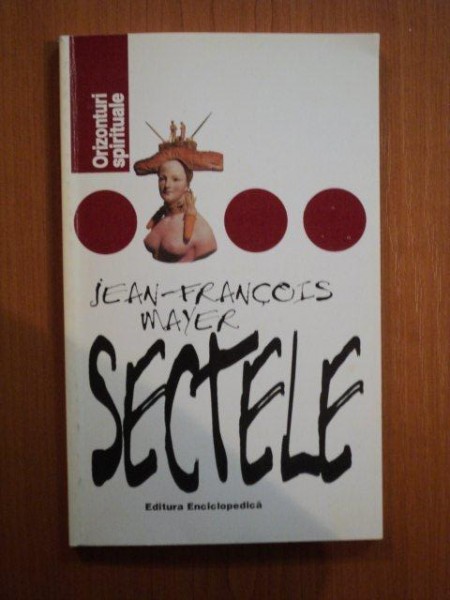 Orizonturi
spirituale
JEAN-FRANÇOIS
MAYER
SECTELE
Editura Enciclopedică